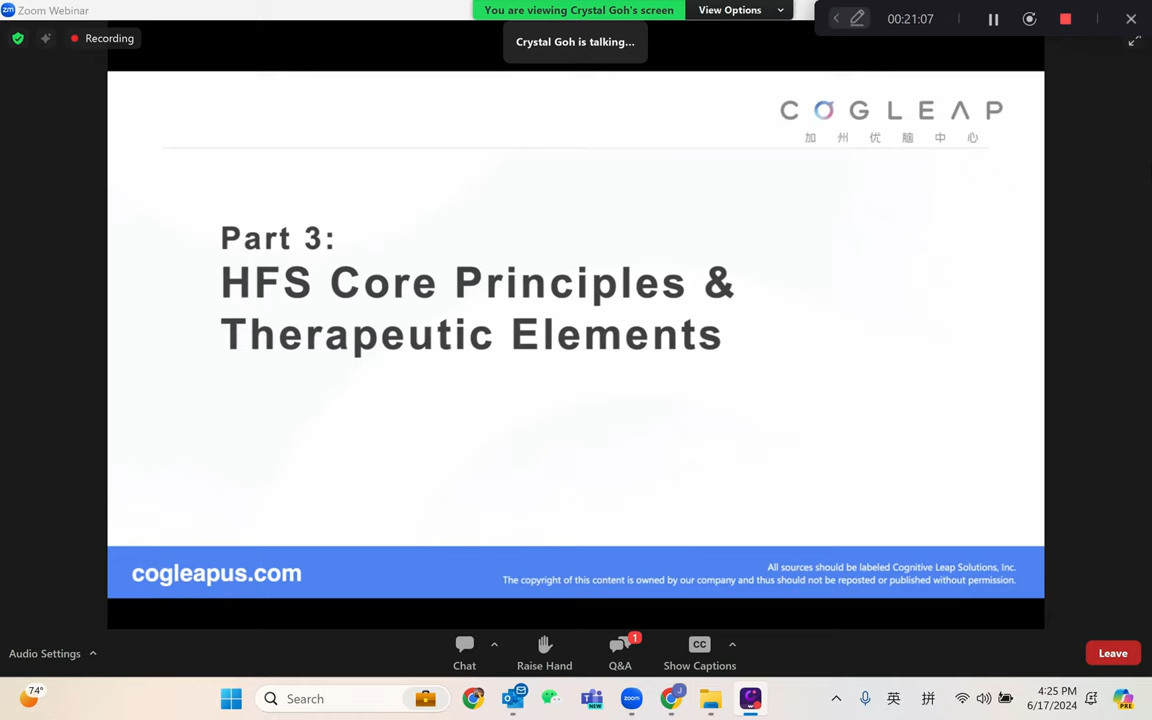 Zoom Webinar
You are viewing Crystal Goh's screen
View Options
00:21:07
Recording
Crystal Goh is talking...
COGLEAP
加州优脑中心
Part 3:
HFS Core Principles &
Therapeutic Elements
cogleapus.com
All sources should be labeled Cognitive Leap Solutions, Inc.
The copyright of this content is owned by our company and thus should not be reposted or published without permission.
Audio Settings
Chat
Raise Hand
1
Q&A
CC
Show Captions
Leave
74°
Search
NEW
zoom
J
英
拼
4:25 PM
6/17/2024
PRE